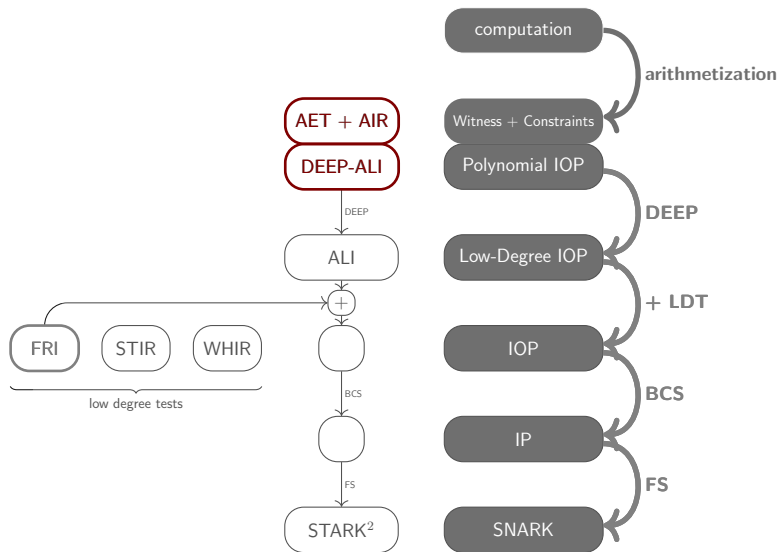 computation
arithmetization
AET + AIR
Witness + Constraints
DEEP-ALI
Polynomial IOP
DEEP
DEEP
ALI
Low-Degree IOP
+
+ LDT
FRI
STIR
WHIR
IOP
low degree tests
BCS
BCS
IP
FS
FS
STARK²
SNARK